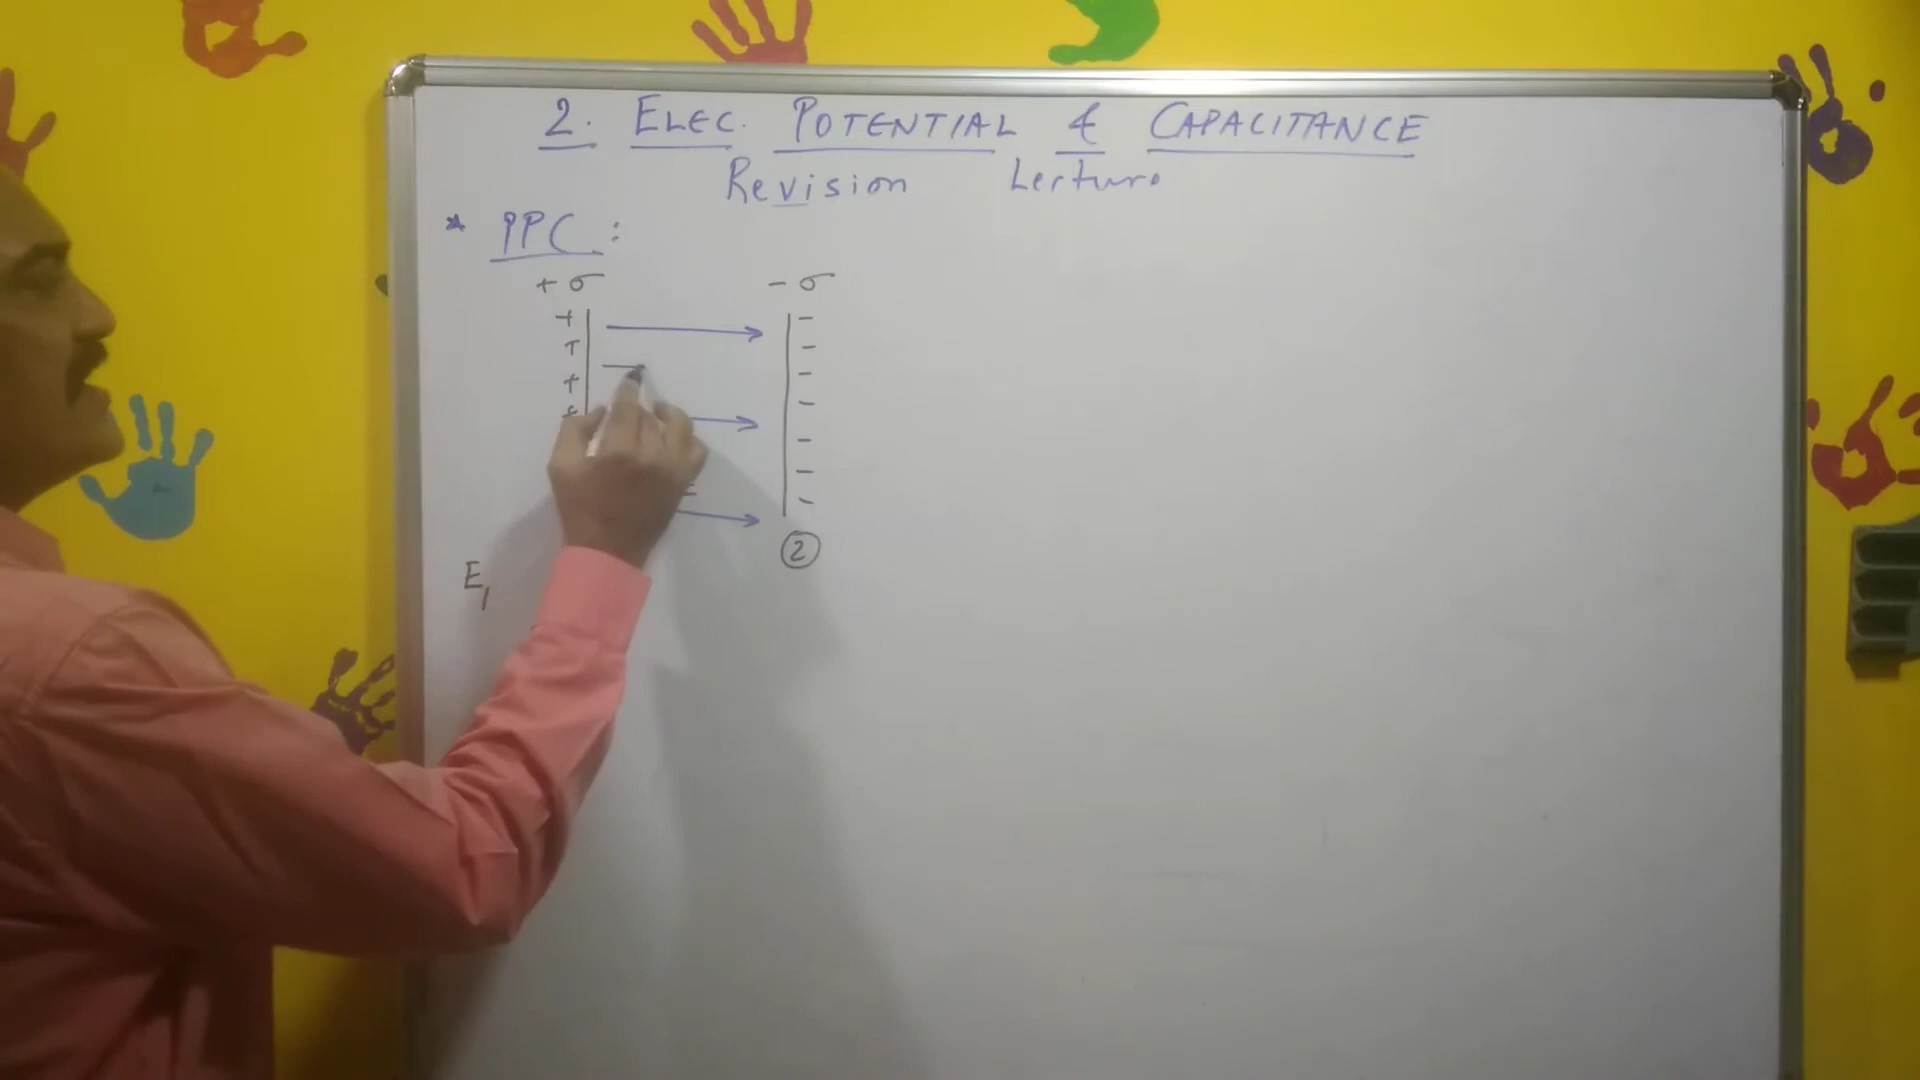 2. ELEC. POTENTIAL & CAPACITANCE
Revision Lecture
* PPC:
+ σ - σ
+ -
+ -
+ -
+ -
-
-
-
E
②
E₁